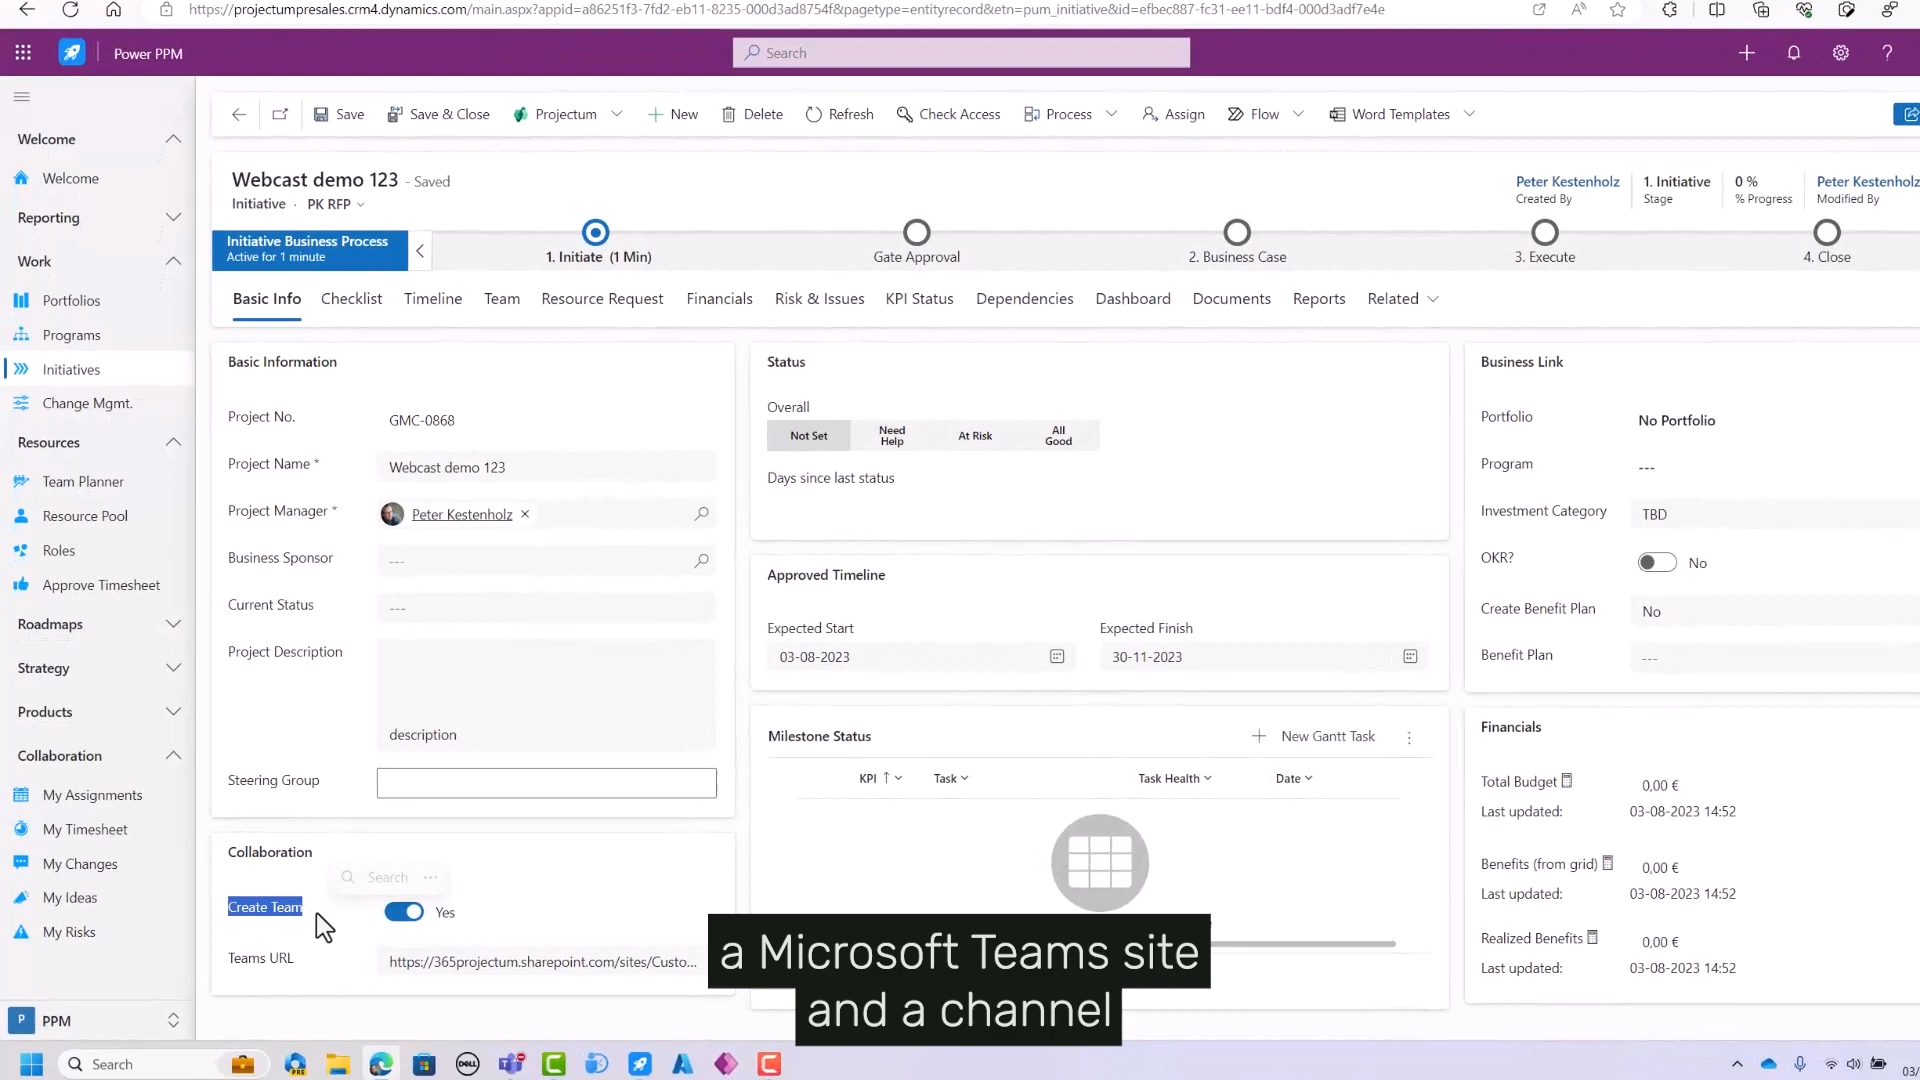 https://projectumpresales.crm4.dynamics.com/main.aspx?appid=a86251f3-7fd2-eb11-8235-000d3ad8754f&pagetype=entityrecord&etn=pum_initiative&id=efbec887-fc31-ee11-bdf4-000d3adf7e4e
Power PPM
Search
Save
Save & Close
Projectum
New
Delete
Refresh
Check Access
Process
Assign
Flow
Word Templates
Welcome
Welcome
Reporting
Work
Portfolios
Programs
Initiatives
Change Mgmt.
Resources
Team Planner
Resource Pool
Roles
Approve Timesheet
Roadmaps
Strategy
Products
Collaboration
My Assignments
My Timesheet
My Changes
My Ideas
My Risks
P PPM
Webcast demo 123 - Saved
Initiative · PK RFP
Peter Kestenholz
Created By
1. Initiative
Stage
0 %
% Progress
Peter Kestenholz
Modified By
Initiative Business Process
Active for 1 minute
1. Initiate (1 Min)
Gate Approval
2. Business Case
3. Execute
4. Close
Basic Info
Checklist
Timeline
Team
Resource Request
Financials
Risk & Issues
KPI Status
Dependencies
Dashboard
Documents
Reports
Related
Basic Information
Project No.
GMC-0868
Project Name *
Webcast demo 123
Project Manager *
Peter Kestenholz
Business Sponsor
---
Current Status
---
Project Description
description
Steering Group
Collaboration
Search
Create Team
Yes
Teams URL
https://365projectum.sharepoint.com/sites/Custo...
Status
Overall
Not Set
Need Help
At Risk
All Good
Days since last status
Approved Timeline
Expected Start
03-08-2023
Expected Finish
30-11-2023
Milestone Status
New Gantt Task
KPI
Task
Task Health
Date
Business Link
Portfolio
No Portfolio
Program
---
Investment Category
TBD
OKR?
No
Create Benefit Plan
No
Benefit Plan
---
Financials
Total Budget
0,00 €
Last updated:
03-08-2023 14:52
Benefits (from grid)
0,00 €
Last updated:
03-08-2023 14:52
Realized Benefits
0,00 €
Last updated:
03-08-2023 14:52
a Microsoft Teams site
and a channel
Search
PRE
DELL
03/